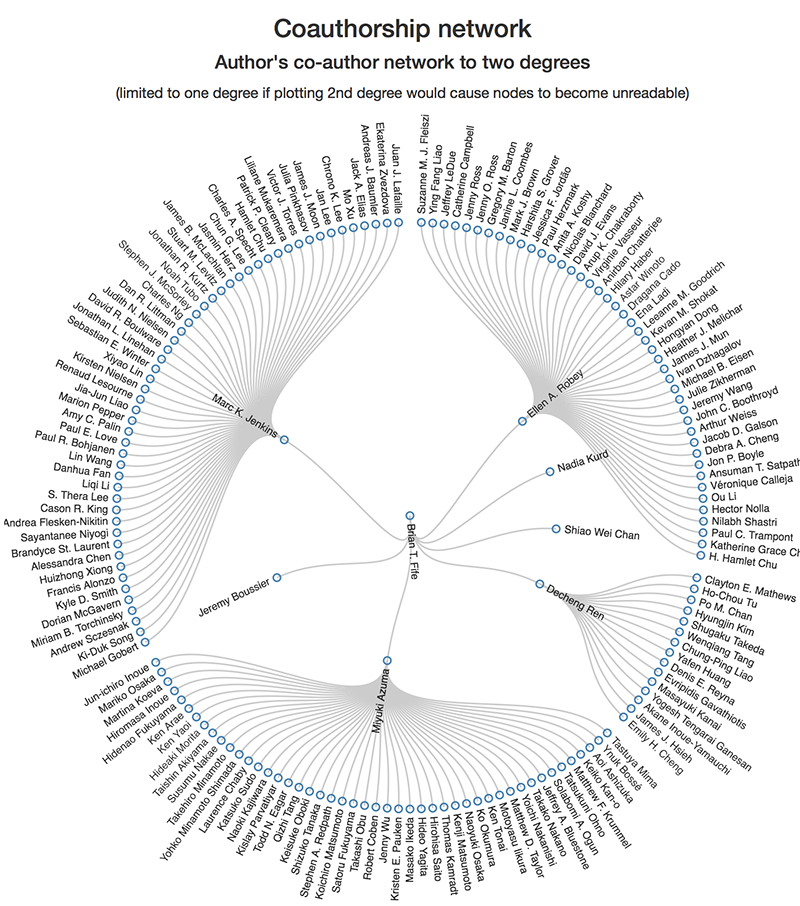 Coauthorship network
Author's co-author network to two degrees
(limited to one degree if plotting 2nd degree would cause nodes to become unreadable)
Suzanne M. J. Fleiszi
Ying Fang Liao
Jeffrey LeDue
Catherine Campbell
Jenny Ross
Jenny O. Ross
Gregory M. Barton
Janine L. Coombes
Mark J. Brown
Harshita S. Grover
Jessica F. Jordão
Paul Herzmark
Anita A. Koshy
Nicolas Blanchard
David J. Evans
Arup K. Chakraborty
Virginie Vasseur
Anirban Chatterjee
Hilary Haber
Astar Winoto
Dragana Cado
Ena Ladi
Leeanne M. Goodrich
Kevan M. Shokat
Hongyan Dong
Heather J. Melichar
James J. Mun
Ivan Dzhagalov
Michael B. Eisen
Julie Zikherman
Jeremy Wang
John C. Boothroyd
Arthur Weiss
Jacob D. Galson
Debra A. Cheng
Jon P. Boyle
Ansuman T. Satpath
Véronique Calleja
Ou Li
Hector Nolla
Nilabh Shastri
Paul C. Trampont
Katherine Grace Ch
H. Hamlet Chu
Clayton E. Mathews
Ho-Chou Tu
Po M. Chan
Hyungjin Kim
Shugaku Takeda
Wenqiang Tang
Chung-Ping Liao
Yafen Huang
Denis E. Reyna
Evripidis Gavathiotis
Masayuki Kanai
Yogesh Tengarai Ganesan
Akane Inoue-Yamauchi
James J. Hsieh
Emily H. Cheng
Tastuya Mima
Ynuk Bossé
Aoi Ashizuka
Keiko Kan-o
Matthew F. Krummel
Tatsukuni Ohno
Solabomi A. Ogun
Jeffrey A. Bluestone
Takako Nakano
Yoichi Nakanishi
Matthew D. Taylor
Motoyasu Iikura
Ken Tonai
Ko Okumura
Naoyuki Osaka
Kenji Matsumoto
Thomas Kamradt
Hirohisa Saito
Hideo Yagita
Masako Ikeda
Kristen E. Pauken
Jenny Wu
Robert Coben
Takashi Obu
Satoru Fukuyama
Koichiro Matsumoto
Stephen A. Redpath
Shizuko Tanaka
Keisuke Oboki
Qizhi Tang
Todd N. Eagar
Kislay Parvatiyar
Naoki Kajiwara
Katsuko Sudo
Laurence Chaby
Yohko Minamoto Shimada
Takahiro Minamoto
Susumu Nakae
Taishin Akiyama
Hideaki Morita
Ken Yaoi
Ken Arae
Hidenao Fukuyama
Hiromasa Inoue
Martina Koeva
Mariko Osaka
Jun-ichiro Inoue
Michael Gobert
Ki-Duk Song
Andrew Sczesnak
Miriam B. Torchinsky
Dorian McGavern
Kyle D. Smith
Francis Alonzo
Huizhong Xiong
Alessandra Chen
Brandyce St. Laurent
Sayantanee Niyogi
Andrea Flesken-Nikitin
Cason R. King
S. Thera Lee
Liqi Li
Danhua Fan
Lin Wang
Paul R. Bohjanen
Paul E. Love
Amy C. Palin
Marion Pepper
Jia-Jun Liao
Renaud Lesourne
Kirsten Nielsen
Xiyao Lin
Sebastian E. Winter
Jonathan L. Linehan
David R. Boulware
Judith N. Nielsen
Dan R. Littman
Charles Ng
Stephen J. McSorley
Noah Tubo
Jonathan R. Kurtz
Stuart M. Levitz
James B. McLachlan
Jasmin Herz
Chun G. Lee
Charles A. Specht
Hamlet Chu
Patrick P. Cleary
Liliane Mukaremera
Victor J. Torres
Julia Pinkhasov
James J. Moon
Jan Lee
Chrono K. Lee
Mo Xu
Jack A. Elias
Andreas J. Baumler
Ekaterina Zvezdova
Juan J. Lafaille
Marc K. Jenkins
Ellen A. Robey
Nadia Kurd
Shiao Wei Chan
Brian T. Fife
Decheng Ren
Jeremy Boussier
Miyuki Azuma